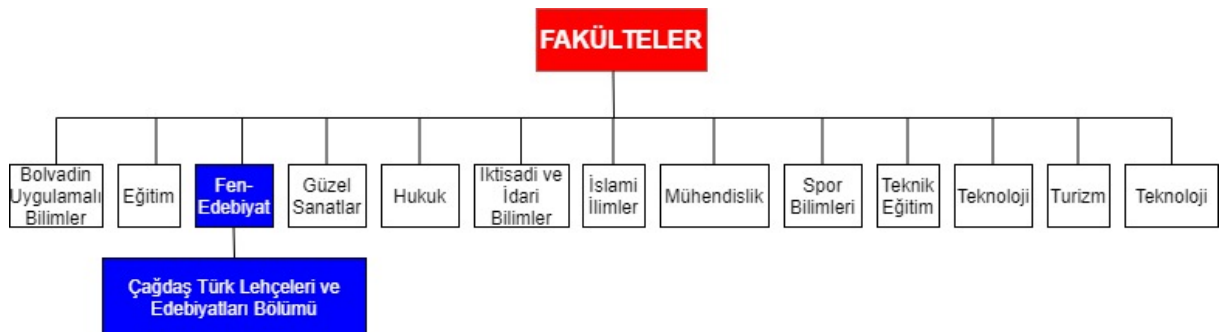 FAKÜLTELER
Bolvadin
Uygulamalı
Bilimler
Eğitim
Fen-
Edebiyat
Güzel
Sanatlar
Hukuk
Iktisadi ve
İdari
Bilimler
İslami
İlimler
Mühendislik
Spor
Bilimleri
Teknik
Eğitim
Teknoloji
Turizm
Teknoloji
Çağdaş Türk Lehçeleri ve
Edebiyatları Bölümü